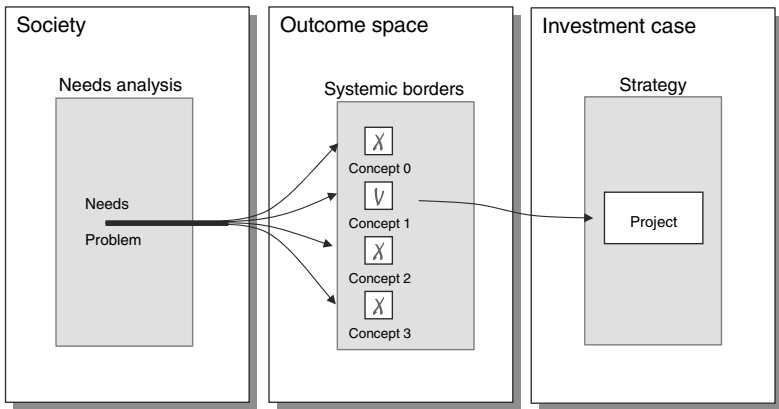 Society
Needs analysis
Needs
Problem
Outcome space
Systemic borders
X
Concept 0
V
Concept 1
X
Concept 2
X
Concept 3
Investment case
Strategy
Project